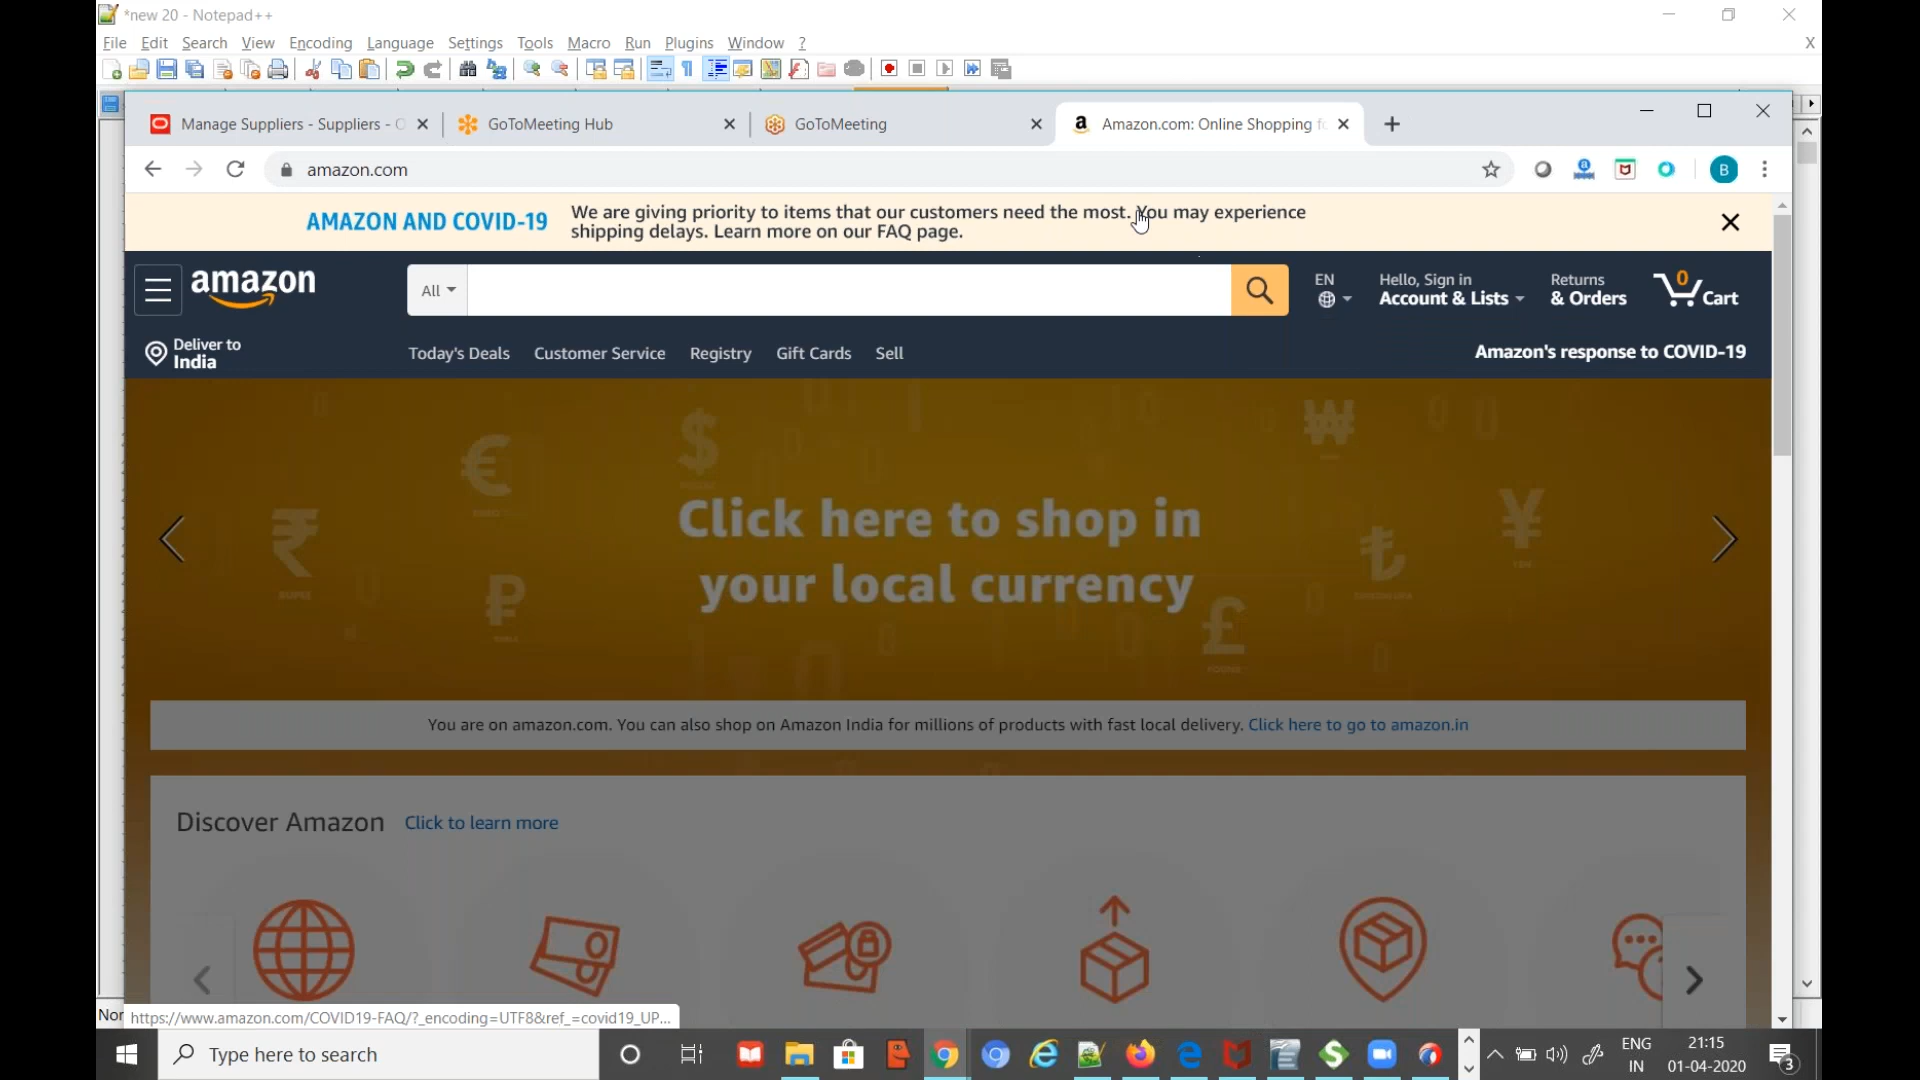 *new 20 - Notepad++
File Edit Search View Encoding Language Settings Tools Macro Run Plugins Window ?
X
Manage Suppliers - Suppliers -
GoToMeeting Hub
GoToMeeting
Amazon.com: Online Shopping
amazon.com
B
AMAZON AND COVID-19
We are giving priority to items that our customers need the most. You may experience
shipping delays. Learn more on our FAQ page.
amazon
All
EN
Hello, Sign in
Account & Lists
Returns
& Orders
0
Cart
Deliver to
India
Today's Deals Customer Service Registry Gift Cards Sell
Amazon's response to COVID-19
Click here to shop in
your local currency
You are on amazon.com. You can also shop on Amazon India for millions of products with fast local delivery. Click here to go to amazon.in
Discover Amazon Click to learn more
https://www.amazon.com/COVID19-FAQ/?_encoding=UTF8&ref_=covid19_UP...
Type here to search
ENG
IN
21:15
01-04-2020
3